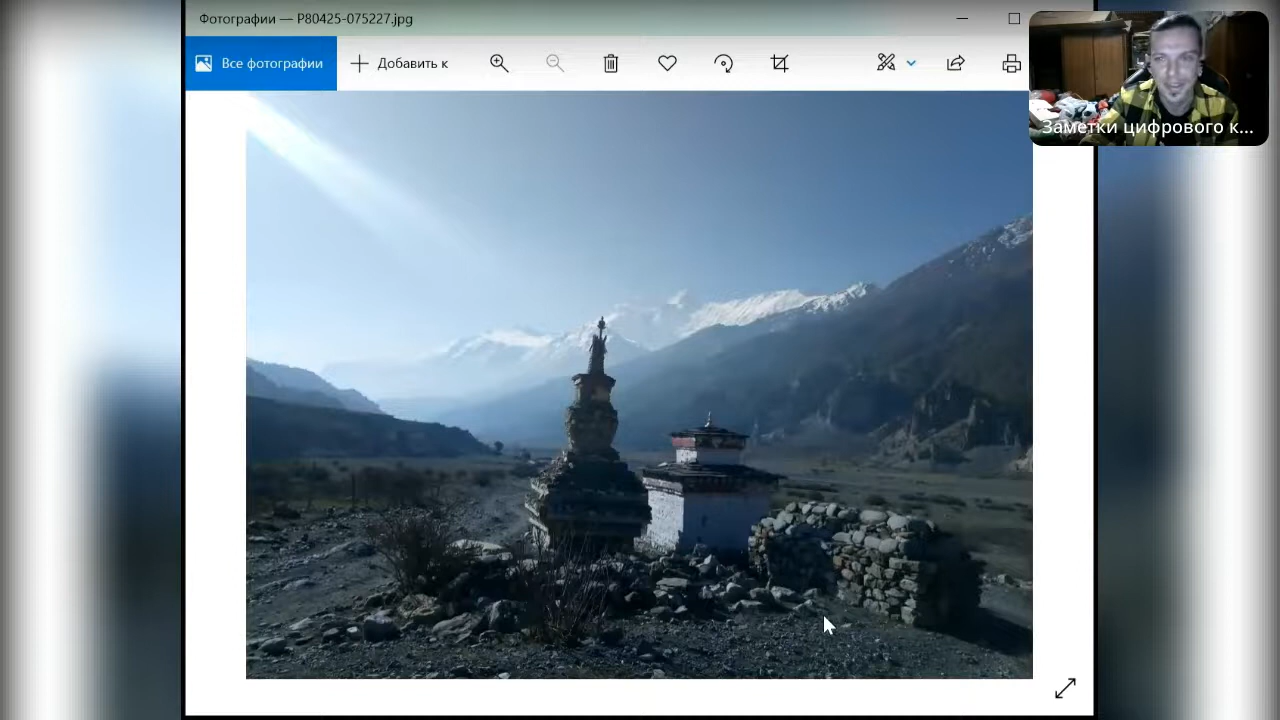 Фотографии — P80425-075227.jpg
Все фотографии
Добавить к
Заметки цифрового к...